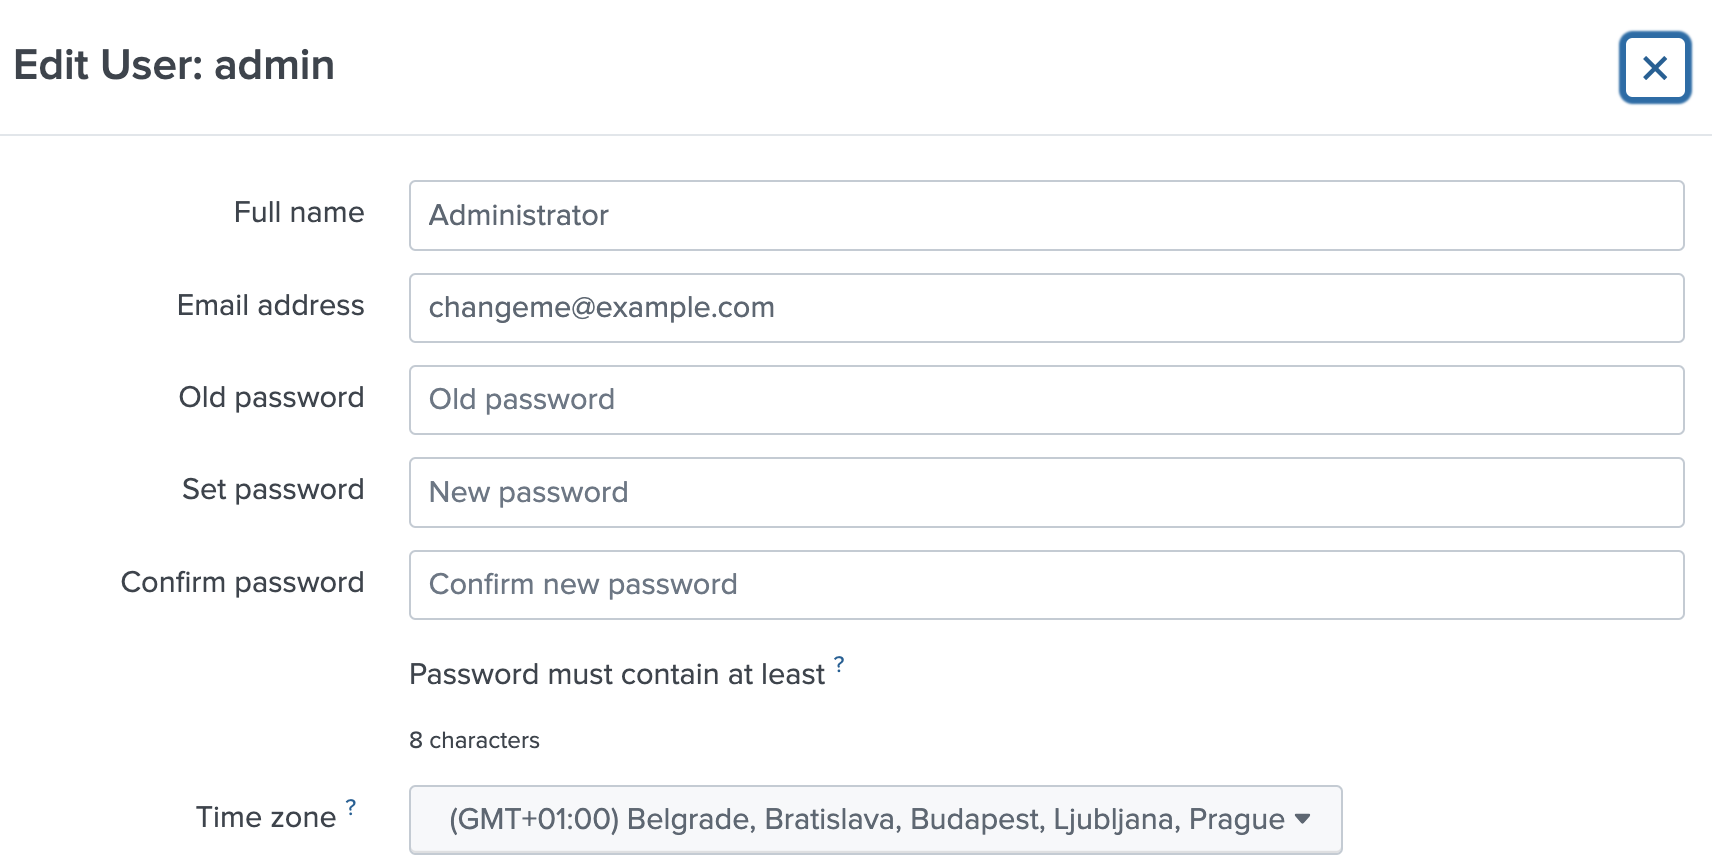 Edit User: admin
Full name
Administrator
Email address
changeme@example.com
Old password
Old password
Set password
New password
Confirm password
Confirm new password
Password must contain at least ?
8 characters
Time zone ?
(GMT+01:00) Belgrade, Bratislava, Budapest, Ljubljana, Prague